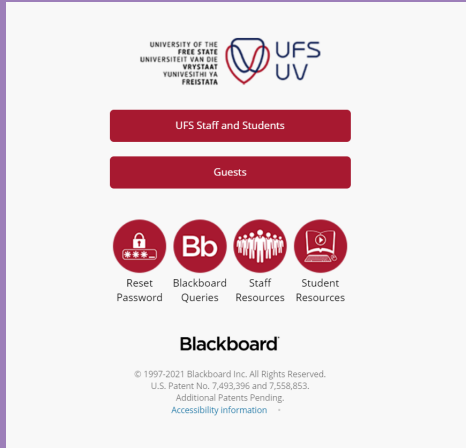 UNIVERSITY OF THE
FREE STATE
UNIVERSITEIT VAN DIE
VRYSTAAT
YUNIVESITHI YA
FREISTATA
UFS
UV
UFS Staff and Students
Guests
***_
Bb
Reset
Password
Blackboard
Queries
Staff
Resources
Student
Resources
Blackboard
© 1997-2021 Blackboard Inc. All Rights Reserved.
U.S. Patent No. 7,493,396 and 7,558,853.
Additional Patents Pending.
Accessibility information -